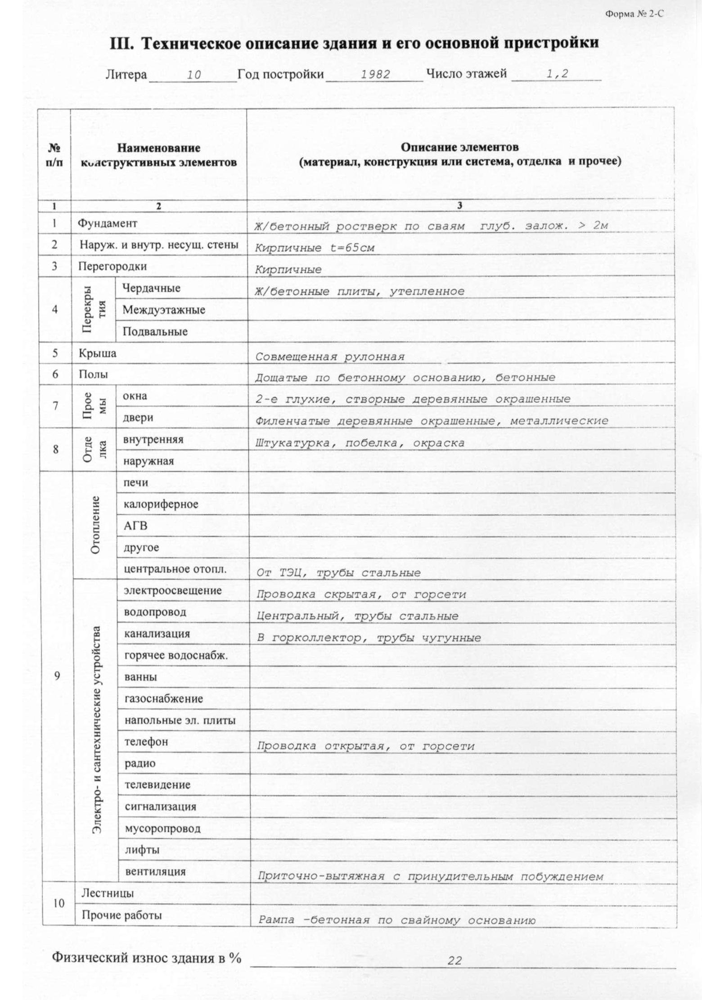 Форма № 2-С
III. Техническое описание здания и его основной пристройки
Литера 10 Год постройки 1982 Число этажей 1,2
№ п/п
Наименование конструктивных элементов
Описание элементов
(материал, конструкция или система, отделка и прочее)
1 2 3
1 Фундамент Ж/бетонный ростверк по сваям глуб. залож. > 2м
2 Наруж. и внутр. несущ. стены Кирпичные t=65см
3 Перегородки Кирпичные
4 Перекрытия Чердачные Ж/бетонные плиты, утепленное
Междуэтажные
Подвальные
5 Крыша Совмещенная рулонная
6 Полы Дощатые по бетонному основанию, бетонные
7 Проемы окна 2-е глухие, створные деревянные окрашенные
двери Филенчатые деревянные окрашенные, металлические
8 Отделка внутренняя Штукатурка, побелка, окраска
наружная
9 Отопление печи
калориферное
АГВ
другое
центральное отопл. От ТЭЦ, трубы стальные
Электро- и сантехнические устройства электроосвещение Проводка скрытая, от горсети
водопровод Центральный, трубы стальные
канализация В горколлектор, трубы чугунные
горячее водоснабж.
ванны
газоснабжение
напольные эл. плиты
телефон Проводка открытая, от горсети
радио
телевидение
сигнализация
мусоропровод
лифты
вентиляция Приточно-вытяжная с принудительным побуждением
10 Лестницы
Прочие работы Рампа -бетонная по свайному основанию
Физический износ здания в % 22